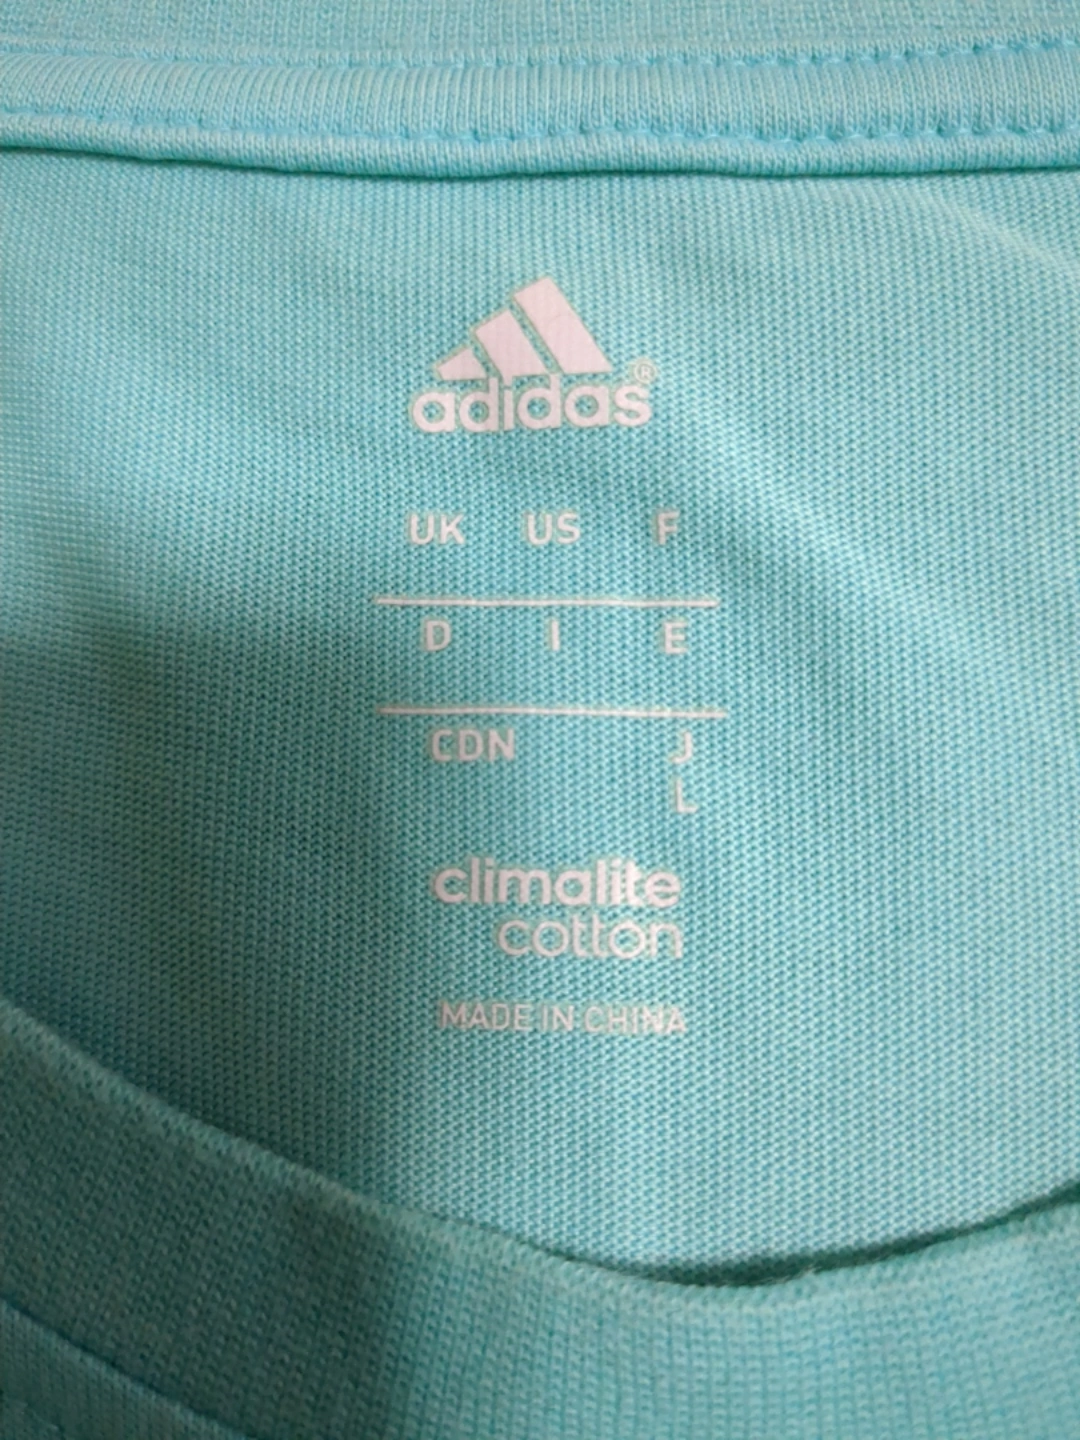 adidas®
UK US F
D I E
CDN J
L
climalite
cotton
MADE IN CHINA